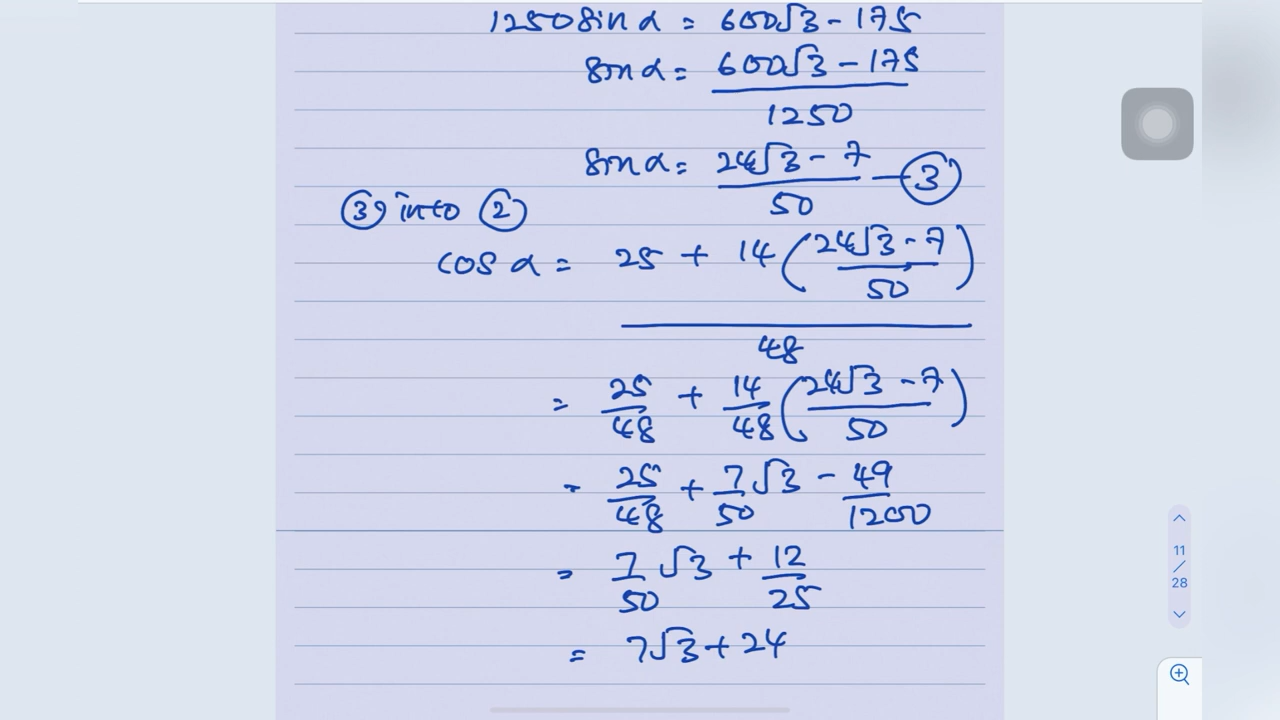 1250 sin α = 600√3 - 175
sin α = (600√3 - 175)/1250
sin α = (24√3 - 7)/50 — ③
③ into ②
cos α = (25 + 14((24√3 - 7)/50))/48
= 25/48 + 14/48((24√3 - 7)/50)
= 25/48 + 7/50 √3 - 49/1200
= 7/50 √3 + 12/25
= 7√3 + 24
11
/
28